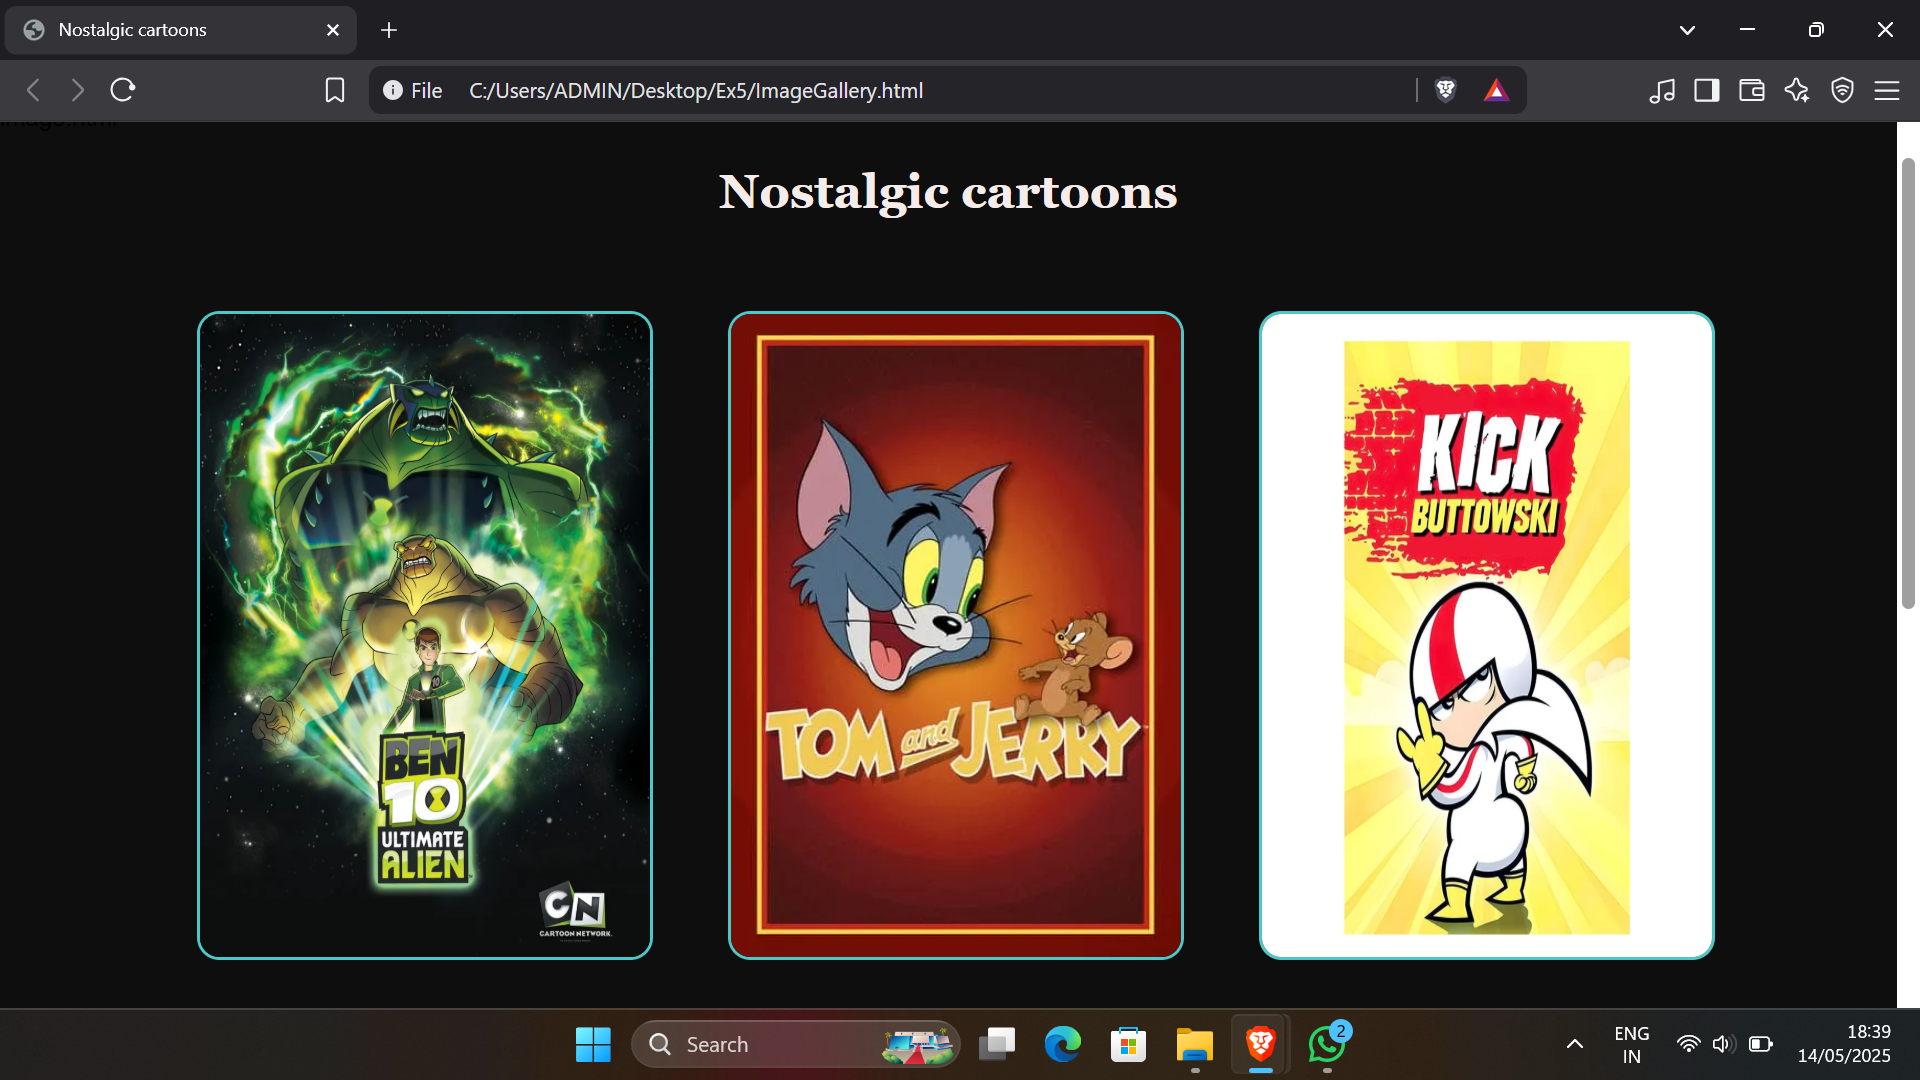 Nostalgic cartoons
File C:/Users/ADMIN/Desktop/Ex5/ImageGallery.html
Nostalgic cartoons
BEN
10
ULTIMATE
ALIEN
CN
CARTOON NETWORK
TOM and JERRY
KICK
BUTTOWSKI
Search
2
ENG
IN
18:39
14/05/2025